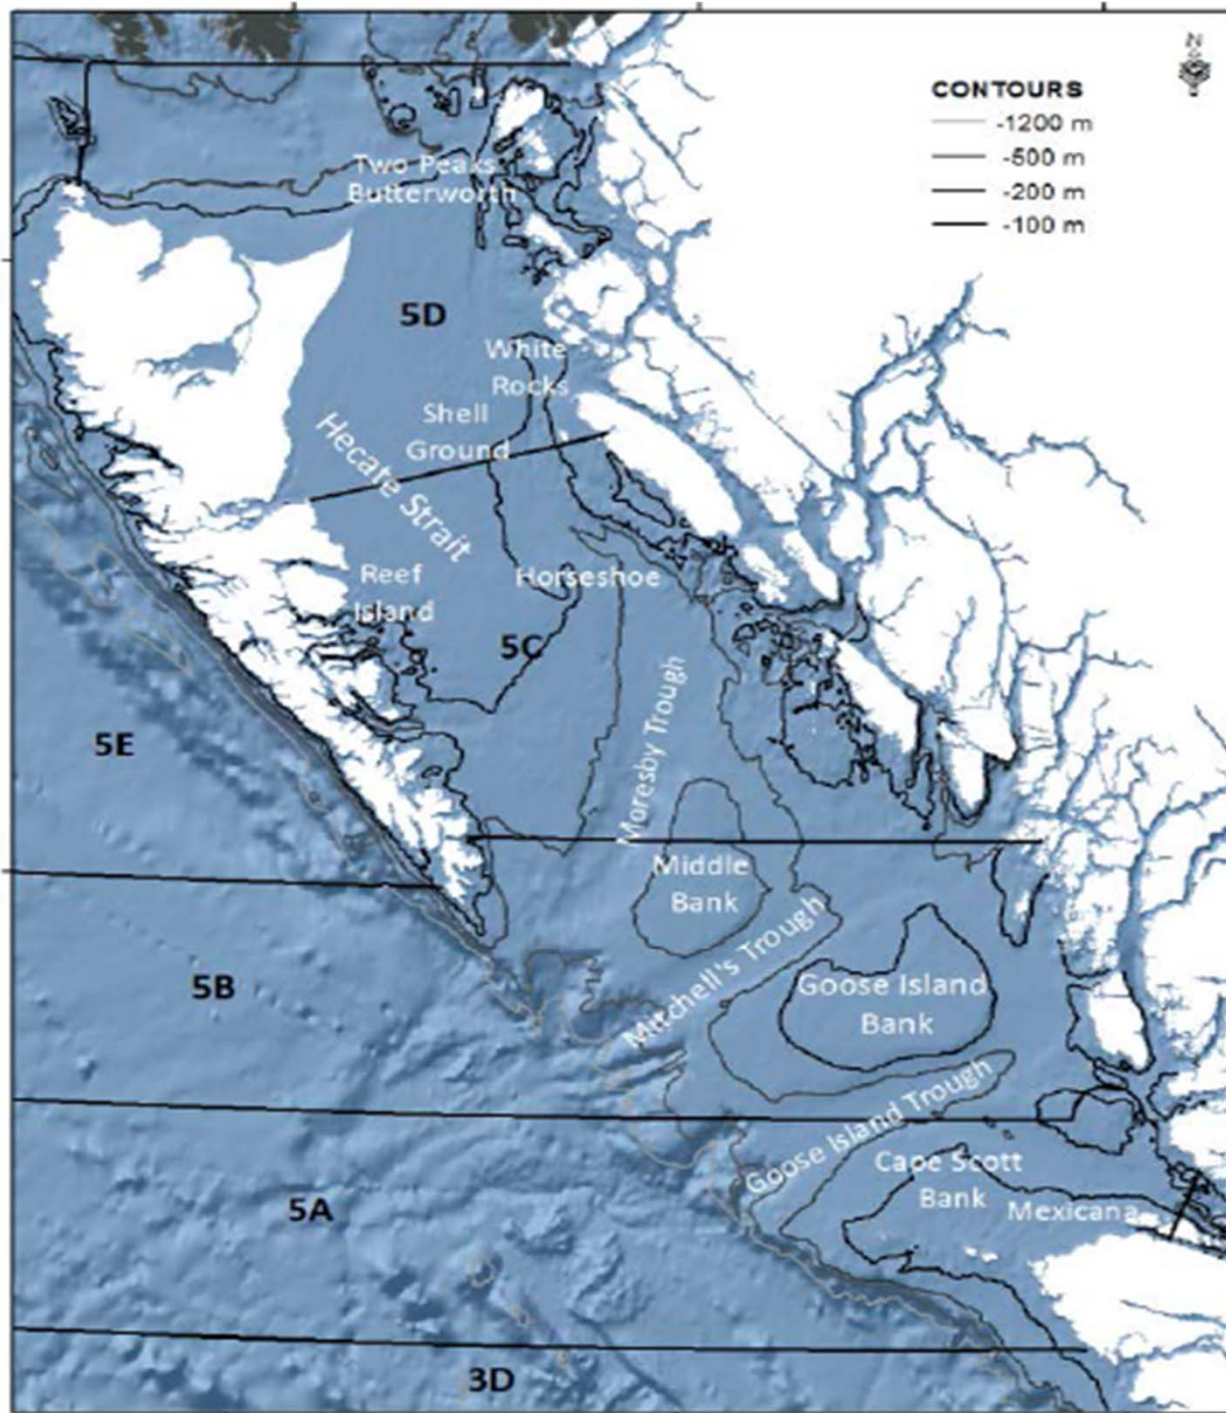 N
CONTOURS
-1200 m
-500 m
-200 m
-100 m
Two Peaks
Butterworth
5D
White
Rocks
Shell
Ground
Hecate Strait
Reef
Island
Horseshoe
5C
Moresby Trough
5E
Middle
Bank
Mitchell's Trough
5B
Goose Island
Bank
Goose Island Trough
Cape Scott
Bank
Mexicana
5A
3D